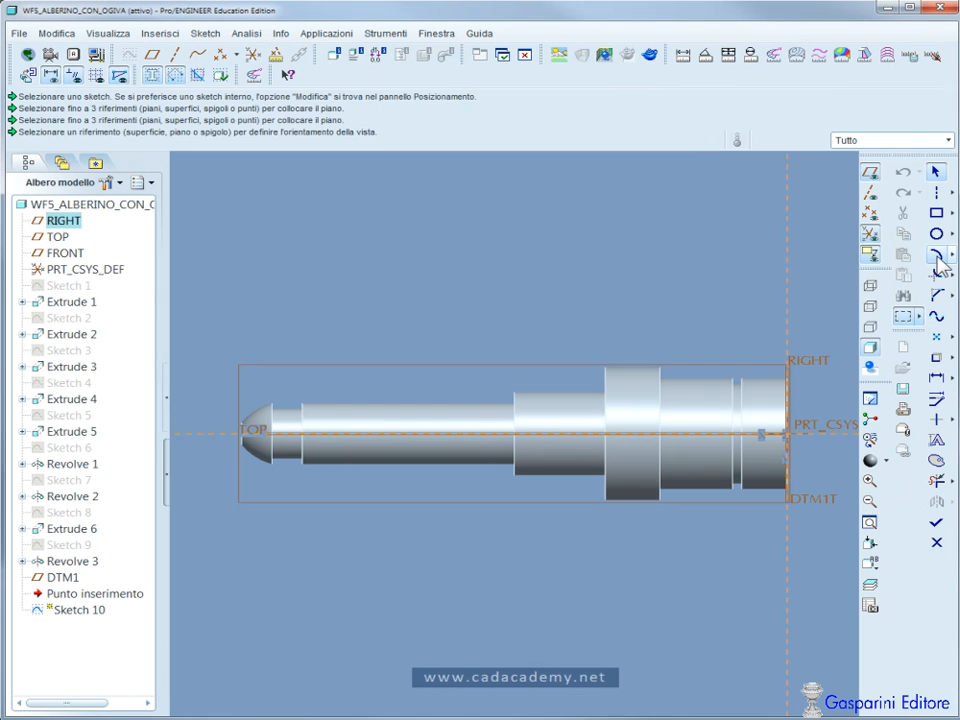 WF5_ALBERINO_CON_OGIVA (attivo) - Pro/ENGINEER Education Edition
File Modifica Visualizza Inserisci Sketch Analisi Info Applicazioni Strumenti Finestra Guida
Selezionare uno sketch. Se si preferisce uno sketch interno, l'opzione "Modifica" si trova nel pannello Posizionamento.
Selezionare fino a 3 riferimenti (piani, superfici, spigoli o punti) per collocare il piano.
Selezionare fino a 3 riferimenti (piani, superfici, spigoli o punti) per collocare il piano.
Selezionare un riferimento (superficie, piano o spigolo) per definire l'orientamento della vista.
Tutto
Albero modello
WF5_ALBERINO_CON_O
RIGHT
TOP
FRONT
PRT_CSYS_DEF
Sketch 1
Extrude 1
Sketch 2
Extrude 2
Sketch 3
Extrude 3
Sketch 4
Extrude 4
Sketch 5
Extrude 5
Sketch 6
Revolve 1
Sketch 7
Revolve 2
Sketch 8
Extrude 6
Sketch 9
Revolve 3
DTM1
Punto inserimento
Sketch 10
RIGHT
TOP
PRT_CSYS
DTM1T
www.cadacademy.net
Gasparini Editore